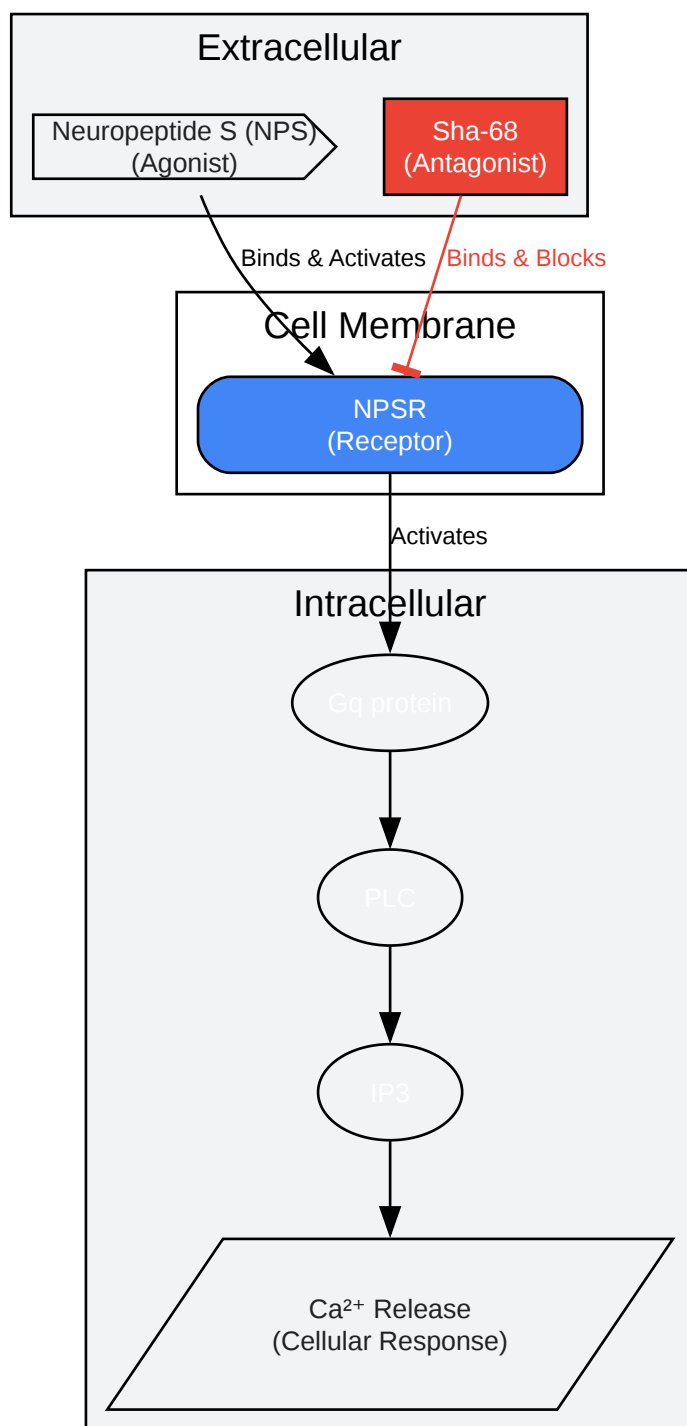 Extracellular
Neuropeptide S (NPS)
(Agonist)
Sha-68
(Antagonist)
Binds & Activates
Binds & Blocks
Cell Membrane
NPSR
(Receptor)
Activates
Intracellular
Gq protein
PLC
IP3
Ca²⁺ Release
(Cellular Response)